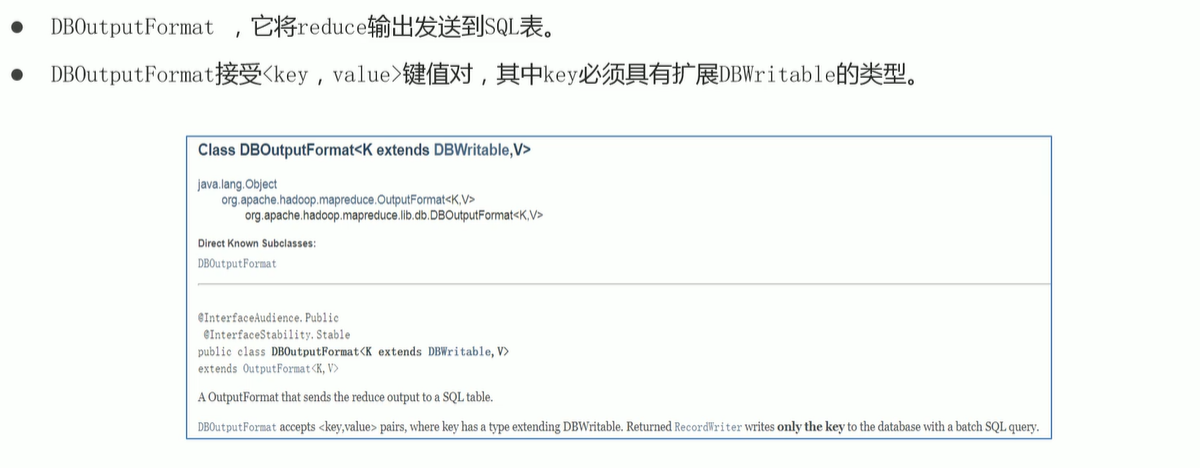 ● DBOutputFormat ，它将reduce输出发送到SQL表。
● DBOutputFormat接受<key，value>键值对，其中key必须具有扩展DBWritable的类型。
Class DBOutputFormat<K extends DBWritable,V>
java.lang.Object
org.apache.hadoop.mapreduce.OutputFormat<K,V>
org.apache.hadoop.mapreduce.lib.db.DBOutputFormat<K,V>
Direct Known Subclasses:
DBOutputFormat
@InterfaceAudience.Public
@InterfaceStability.Stable
public class DBOutputFormat<K extends DBWritable,V>
extends OutputFormat<K,V>
A OutputFormat that sends the reduce output to a SQL table.
DBOutputFormat accepts <key,value> pairs, where key has a type extending DBWritable. Returned RecordWriter writes only the key to the database with a batch SQL query.